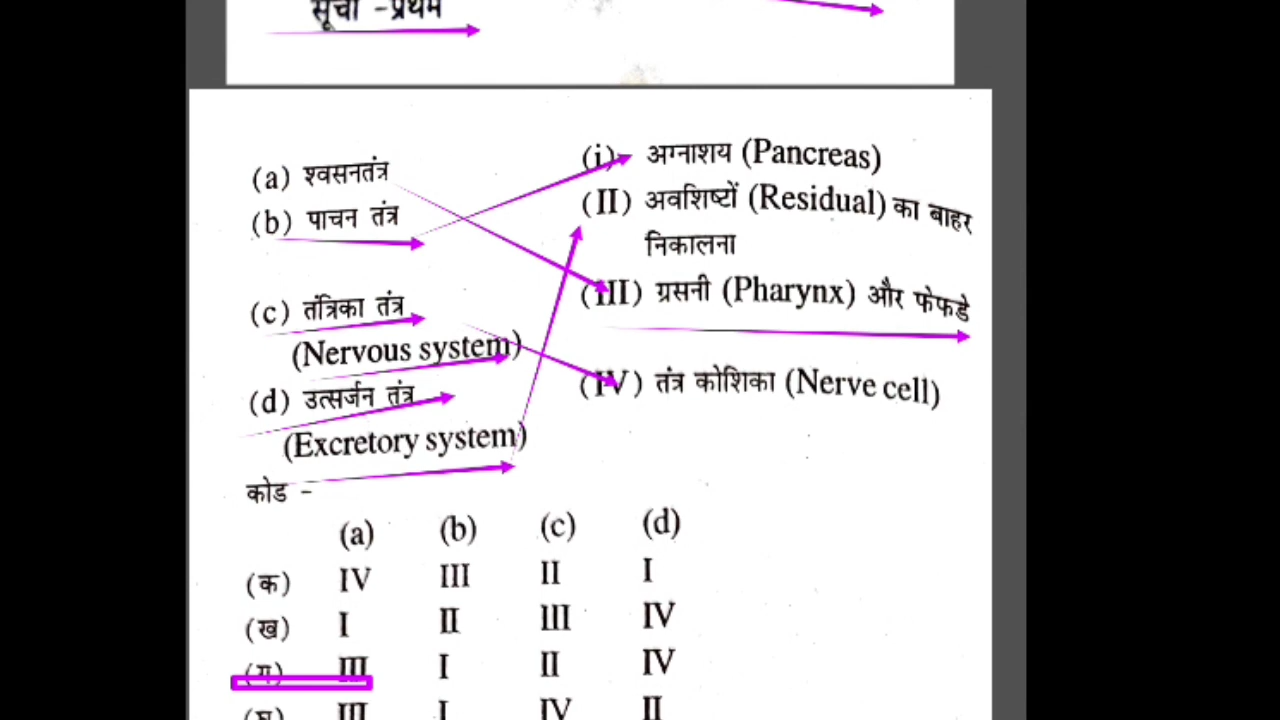 सूची -प्रथम
(a) श्वसनतंत्र
(i) अग्नाशय (Pancreas)
(b) पाचन तंत्र
(II) अवशिष्टों (Residual) का बाहर
निकालना
(c) तंत्रिका तंत्र
(III) ग्रसनी (Pharynx) और फेफडे
(Nervous system)
(d) उत्सर्जन तंत्र
(IV) तंत्र कोशिका (Nerve cell)
(Excretory system)
कोड -
(a) (b) (c) (d)
(क) IV III II I
(ख) I II III IV
(ग) III I II IV
(घ) III I IV II